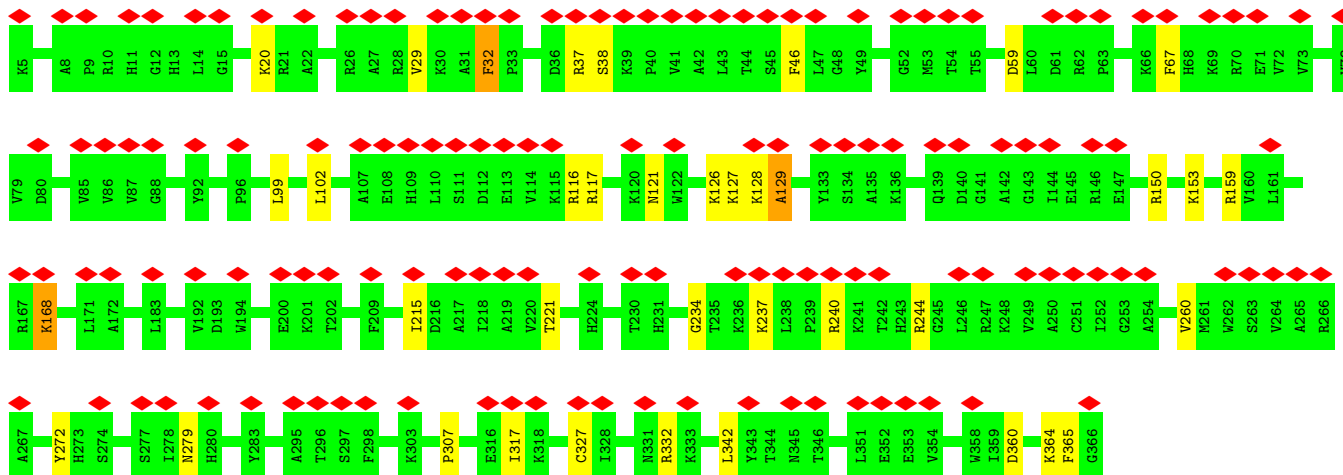 K5 A8 P9 R10 H11 G12 H13 L14 G15 K20 R21 A22 R26 A27 R28 V29 K30 A31 F32 P33 D36 R37 S38 K39 P40 V41 A42 L43 T44 S45 F46 L47 G48 Y49 G52 M53 T54 T55 D59 L60 D61 R62 P63 K66 F67 H68 K69 R70 E71 V72 V73
V79 D80 V85 V86 V87 G88 Y92 P96 L99 L102 A107 E108 H109 L110 S111 D112 E113 V114 K115 R116 R117 K120 N121 W122 K126 K127 K128 A129 Y133 S134 A135 K136 Q139 D140 G141 A142 G143 I144 E145 R146 E147 R150 K153 R159 V160 L161
R167 K168 L171 A172 L183 V192 D193 W194 E200 K201 T202 F209 I215 D216 A217 I218 A219 V220 T221 H224 T230 H231 G234 T235 K236 K237 L238 P239 R240 K241 T242 H243 R244 G245 L246 R247 K248 V249 A250 C251 I252 G253 A254 V260 M261 W262 S263 V264 A265 R266
A267 Y272 H273 S274 S277 I278 N279 H280 Y283 A295 T296 S297 F298 K303 P307 E316 I317 K318 C327 I328 N331 R332 K333 L342 Y343 T344 N345 T346 L351 E352 E353 V354 W358 I359 D360 K364 F365 G366